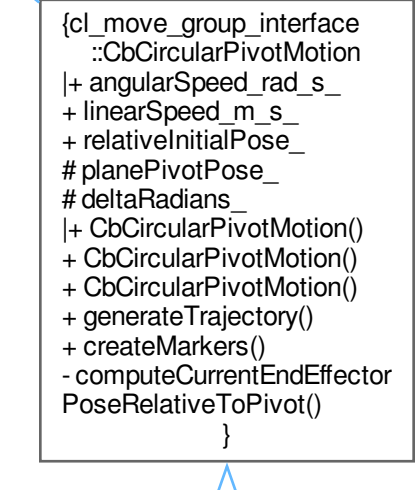 {cl_move_group_interface
::CbCircularPivotMotion
|+ angularSpeed_rad_s_
+ linearSpeed_m_s_
+ relativeInitialPose_
# planePivotPose_
# deltaRadians_
|+ CbCircularPivotMotion()
+ CbCircularPivotMotion()
+ CbCircularPivotMotion()
+ generateTrajectory()
+ createMarkers()
- computeCurrentEndEffector
PoseRelativeToPivot()
}